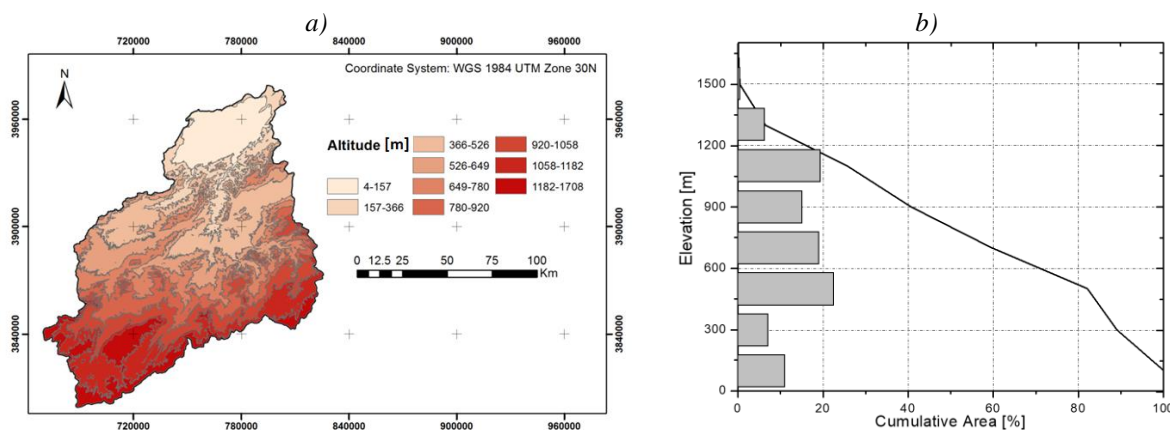 a)
720000 780000 840000 900000 960000
N
Coordinate System: WGS 1984 UTM Zone 30N
3960000
3900000
3840000
Altitude [m]
4-157
157-366
366-526
526-649
649-780
780-920
920-1058
1058-1182
1182-1708
0 12.5 25 50 75 100
Km
3960000
3900000
3840000
720000 780000 840000 900000 960000
b)
Elevation [m]
1500
1200
900
600
300
0
0 20 40 60 80 100
Cumulative Area [%]